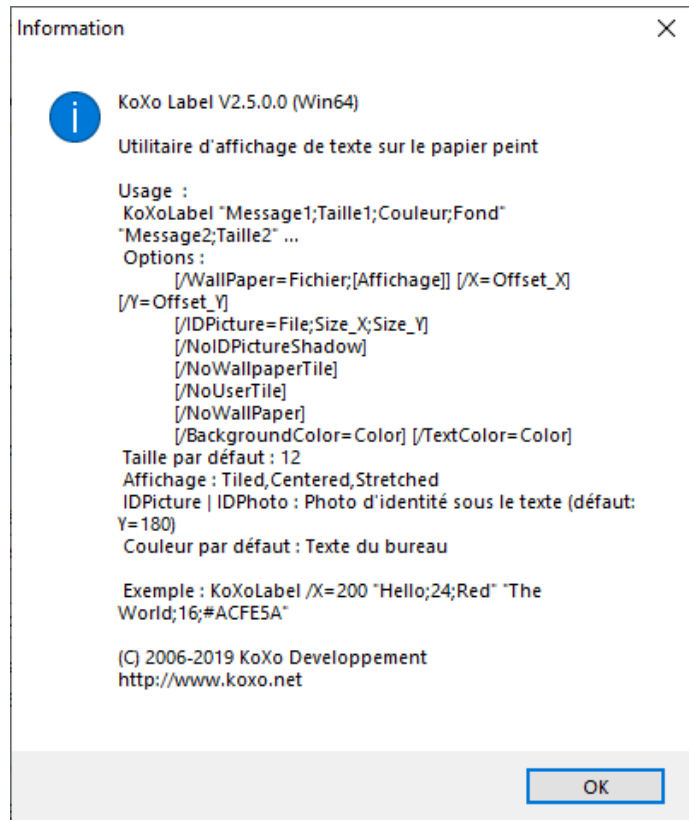 Information
KoXo Label V2.5.0.0 (Win64)
Utilitaire d'affichage de texte sur le papier peint
Usage :
KoXoLabel "Message1;Taille1;Couleur;Fond"
"Message2;Taille2" ...
Options :
[/WallPaper=Fichier;[Affichage]] [/X=Offset_X]
[/Y=Offset_Y]
[/IDPicture=File;Size_X;Size_Y]
[/NoIDPictureShadow]
[/NoWallpaperTile]
[/NoUserTile]
[/NoWallPaper]
[/BackgroundColor=Color] [/TextColor=Color]
Taille par défaut : 12
Affichage : Tiled,Centered,Stretched
IDPicture | IDPhoto : Photo d'identité sous le texte (défaut:
Y=180)
Couleur par défaut : Texte du bureau
Exemple : KoXoLabel /X=200 "Hello;24;Red" "The
World;16;#ACFE5A"
(C) 2006-2019 KoXo Developpement
http://www.koxo.net
OK